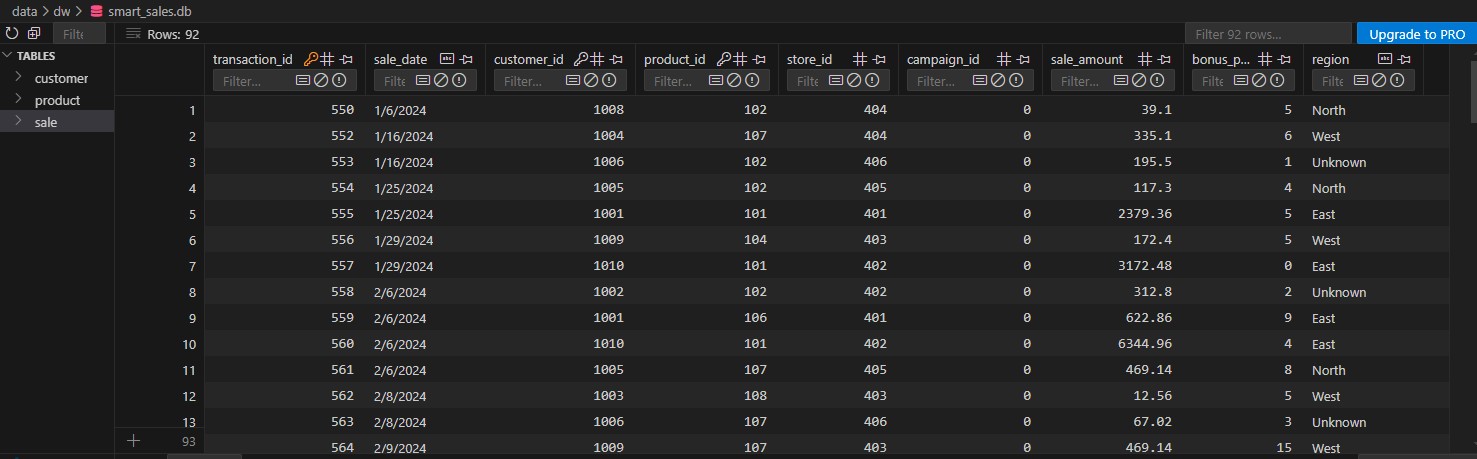 data > dw > smart_sales.db
Filte Rows: 92 Filter 92 rows... Upgrade to PRO
TABLES
customer
product
sale
transaction_id sale_date customer_id product_id store_id campaign_id sale_amount bonus_p... region
Filter... Filte Filter... Filter... Filter... Filter... Filter... Filte Filter...
1 550 1/6/2024 1008 102 404 0 39.1 5 North
2 552 1/16/2024 1004 107 404 0 335.1 6 West
3 553 1/16/2024 1006 102 406 0 195.5 1 Unknown
4 554 1/25/2024 1005 102 405 0 117.3 4 North
5 555 1/25/2024 1001 101 401 0 2379.36 5 East
6 556 1/29/2024 1009 104 403 0 172.4 5 West
7 557 1/29/2024 1010 101 402 0 3172.48 0 East
8 558 2/6/2024 1002 102 402 0 312.8 2 Unknown
9 559 2/6/2024 1001 106 401 0 622.86 9 East
10 560 2/6/2024 1010 101 402 0 6344.96 4 East
11 561 2/6/2024 1005 107 405 0 469.14 8 North
12 562 2/8/2024 1003 108 403 0 12.56 5 West
13 563 2/8/2024 1006 107 406 0 67.02 3 Unknown
564 2/9/2024 1009 107 403 0 469.14 15 West
93